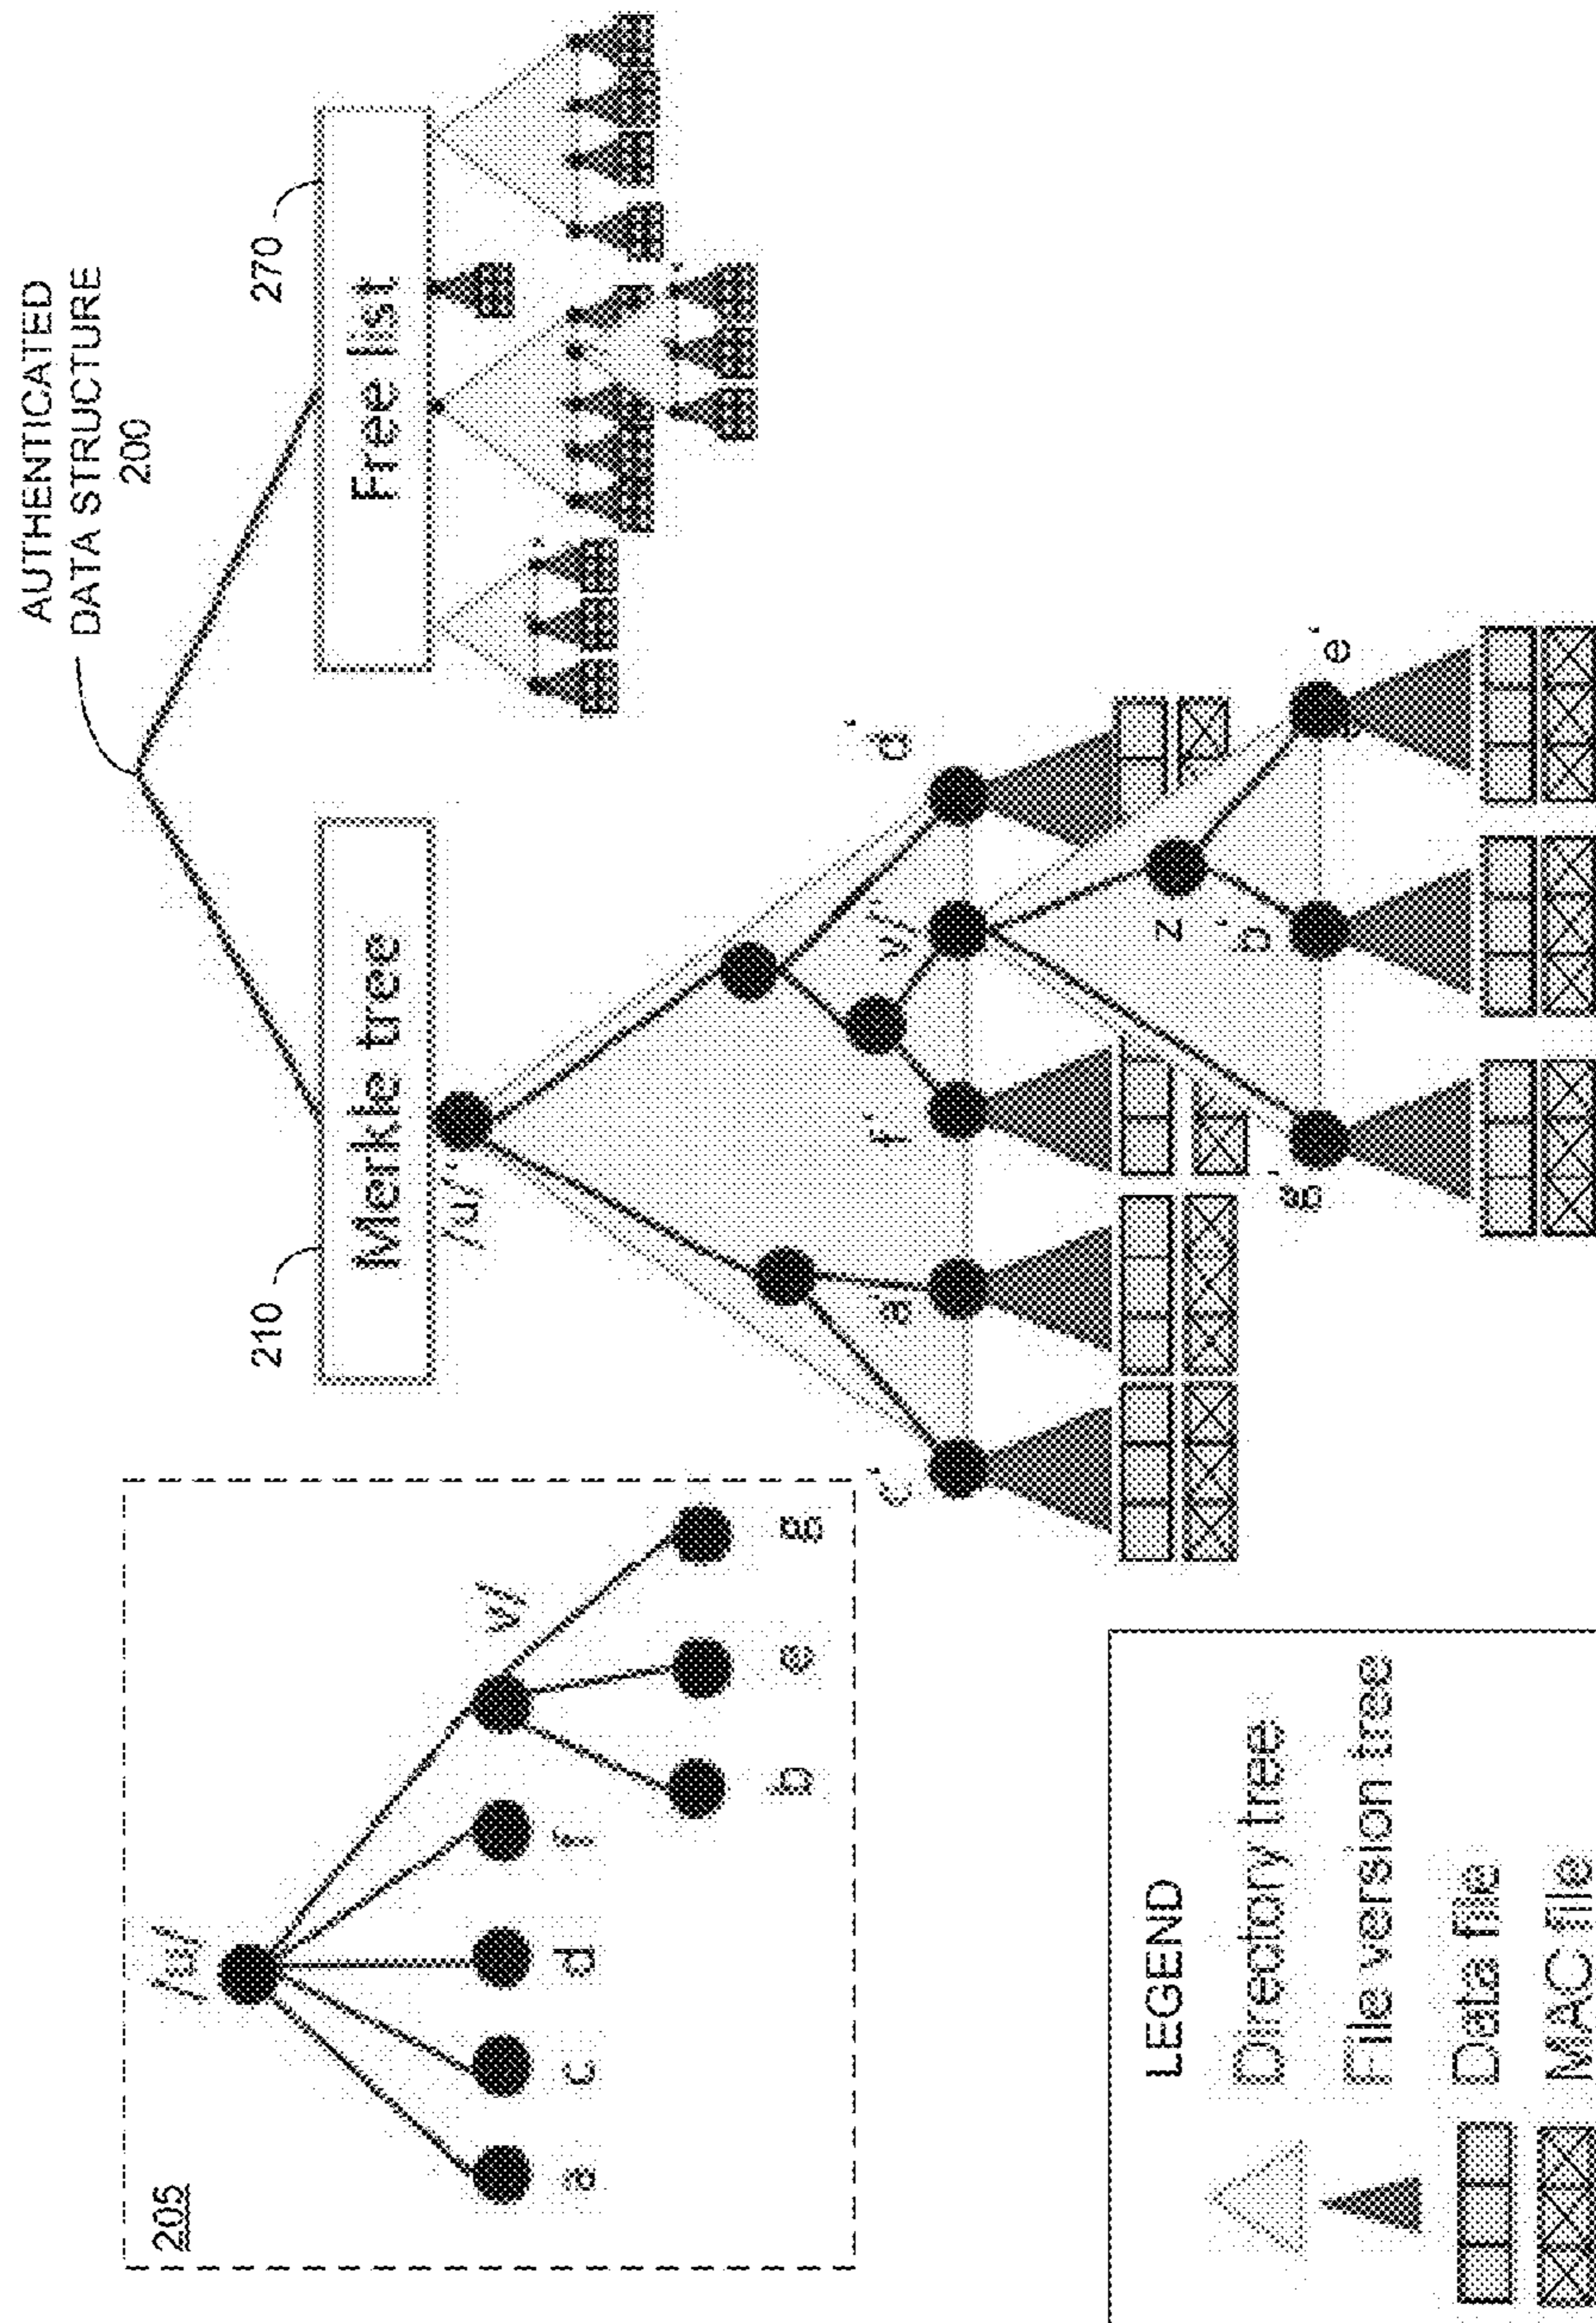 AUTHENTICATED
DATA STRUCTURE
200
210
270
Merkle tree
Free list
205
/u/
v/
a
c
d
f
b
e
g
/u/'
c'
a'
f'
v/'
d'
z
g'
b'
e'
LEGEND
Directory tree
File version tree
Data file
MAC file